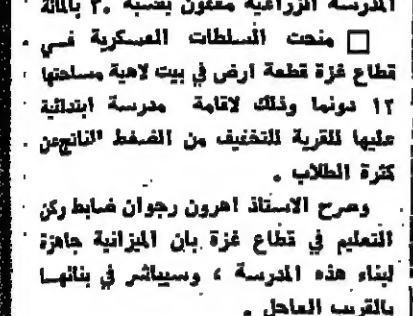 المدرسة الزراعية معفون بنسبة ٢٠ بالمائة
□ منحت السلطات العسكرية في
قطاع غزة قطعة ارض في بيت لاهية مساحتها
١٢ دونما وذلك لاقامة مدرسة ابتدائية
عليها للقرية للتخفيف من الضغط الناتج عن
كثرة الطلاب .
وصرح الاستاذ اهرون رجوان ضابط ركن
التعليم في قطاع غزة بان الميزانية جاهزة
لبناء هذه المدرسة ، وسيباشر في بنائها
بالقريب العاجل .